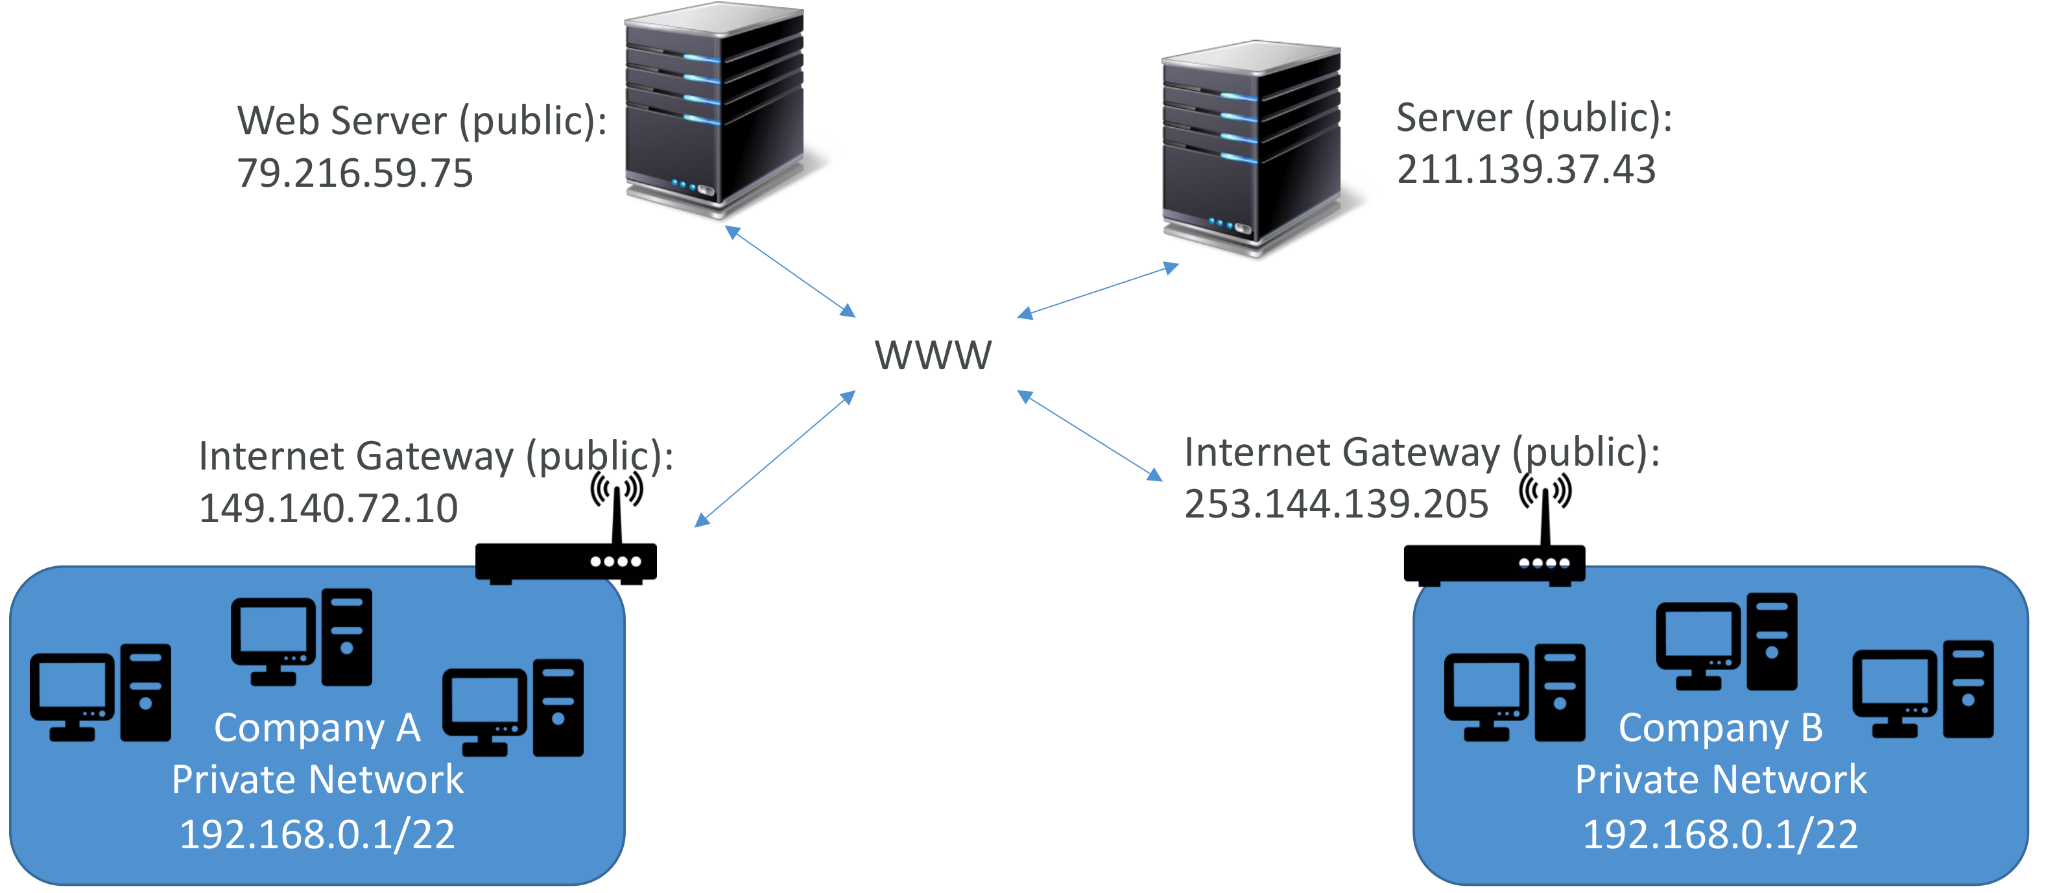 Web Server (public):
79.216.59.75
Server (public):
211.139.37.43
WWW
Internet Gateway (public):
149.140.72.10
Internet Gateway (public):
253.144.139.205
Company A
Private Network
192.168.0.1/22
Company B
Private Network
192.168.0.1/22